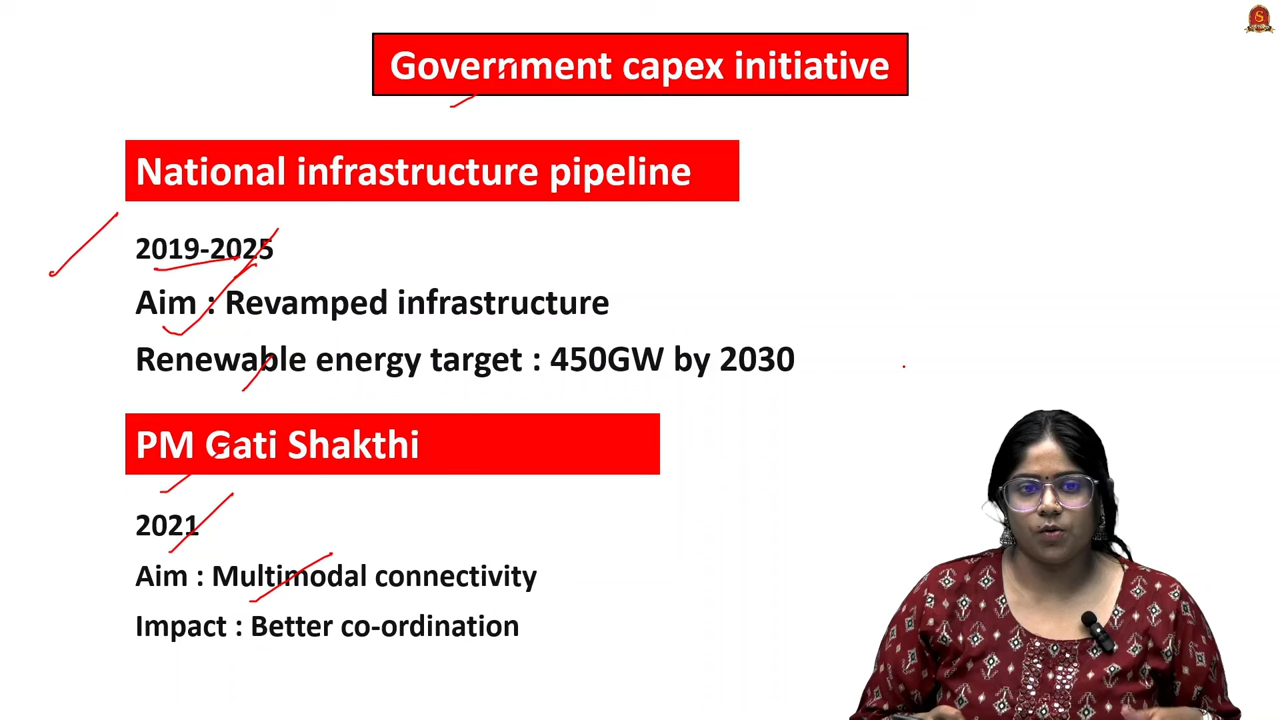 Government capex initiative
National infrastructure pipeline
2019-2025
Aim : Revamped infrastructure
Renewable energy target : 450GW by 2030
PM Gati Shakthi
2021
Aim : Multimodal connectivity
Impact : Better co-ordination